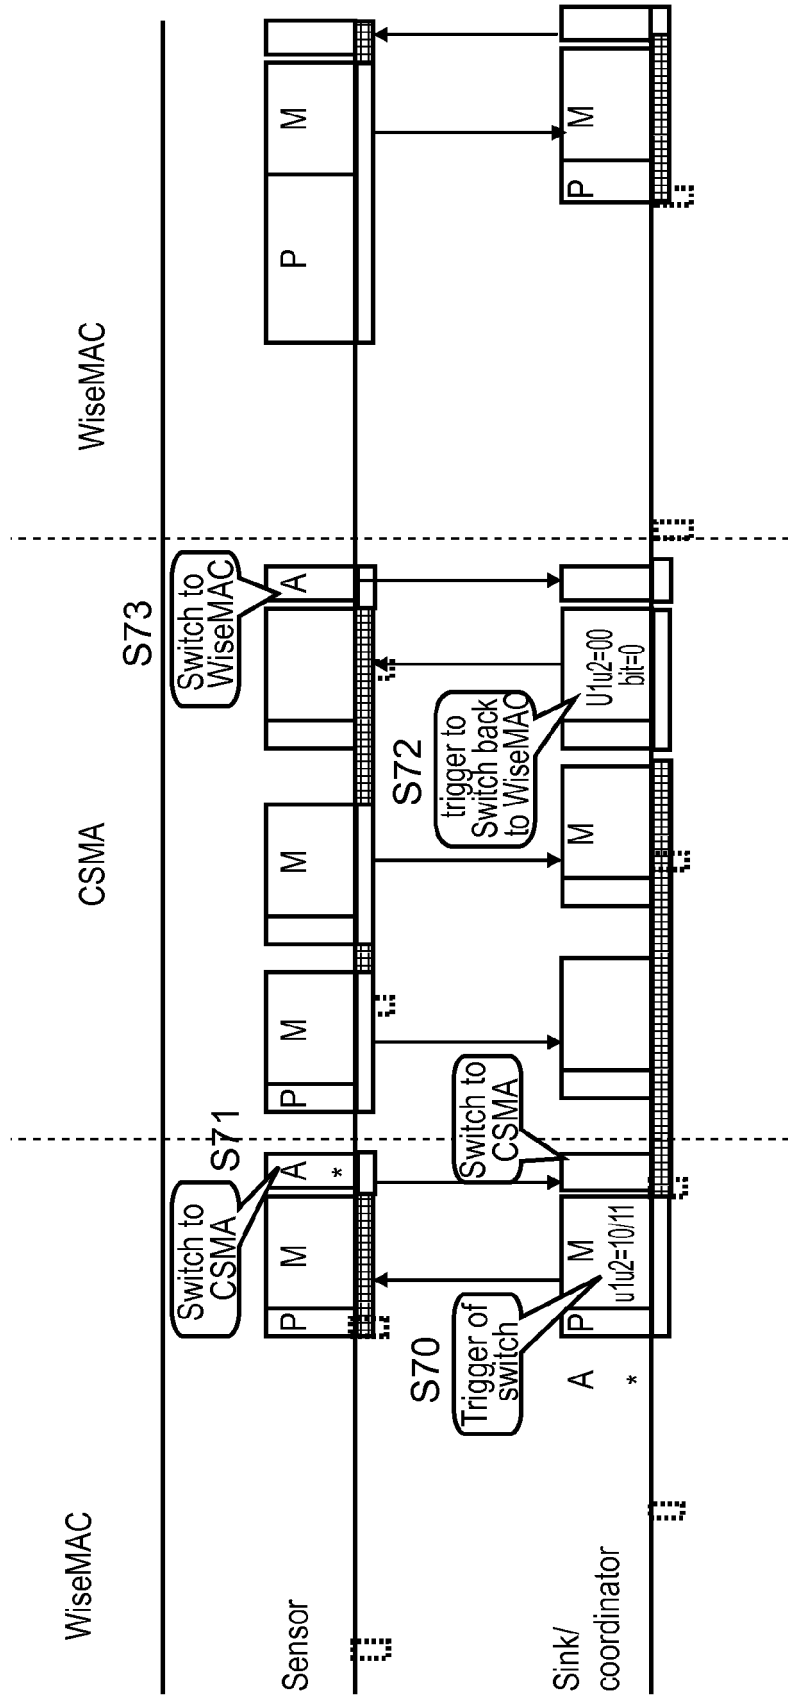 WiseMAC
CSMA
WiseMAC
S71
S73
Switch to
CSMA
Switch to
WiseMAC
Sensor
P
M
A
*
P
M
M
A
P
M
S70
Trigger of
switch
Switch to
CSMA
S72
trigger to
Switch back
to WiseMAC
Sink/
coordinator
A
*
P
M
u1u2=10/11
M
U1u2=00
bit=0
P
M